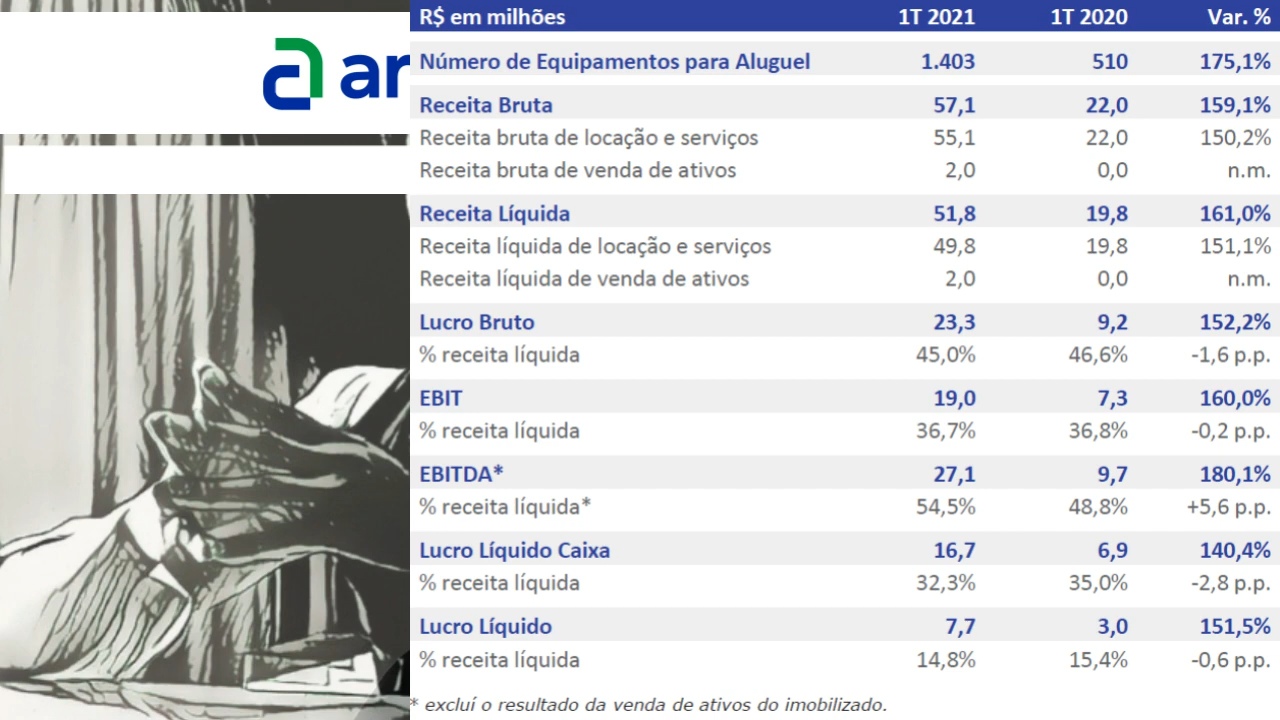 ar
R$ em milhões 1T 2021 1T 2020 Var. %
Número de Equipamentos para Aluguel 1.403 510 175,1%
Receita Bruta 57,1 22,0 159,1%
Receita bruta de locação e serviços 55,1 22,0 150,2%
Receita bruta de venda de ativos 2,0 0,0 n.m.
Receita Líquida 51,8 19,8 161,0%
Receita líquida de locação e serviços 49,8 19,8 151,1%
Receita líquida de venda de ativos 2,0 0,0 n.m.
Lucro Bruto 23,3 9,2 152,2%
% receita líquida 45,0% 46,6% -1,6 p.p.
EBIT 19,0 7,3 160,0%
% receita líquida 36,7% 36,8% -0,2 p.p.
EBITDA* 27,1 9,7 180,1%
% receita líquida* 54,5% 48,8% +5,6 p.p.
Lucro Líquido Caixa 16,7 6,9 140,4%
% receita líquida 32,3% 35,0% -2,8 p.p.
Lucro Líquido 7,7 3,0 151,5%
% receita líquida 14,8% 15,4% -0,6 p.p.
* excluí o resultado da venda de ativos do imobilizado.